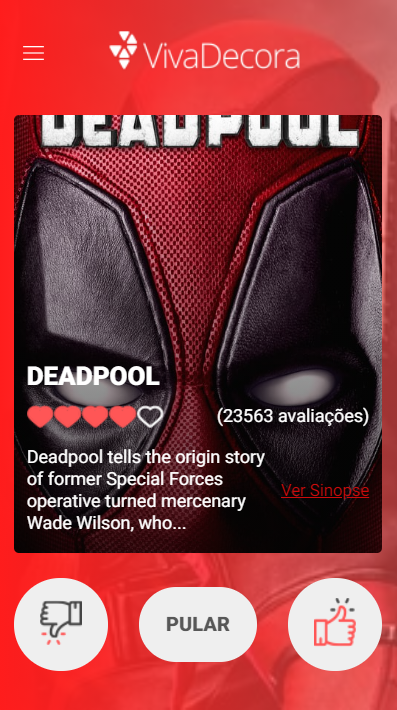 VivaDecora
DEADPOOL
DEADPOOL
(23563 avaliações)
Deadpool tells the origin story
of former Special Forces
operative turned mercenary
Wade Wilson, who...
Ver Sinopse
PULAR